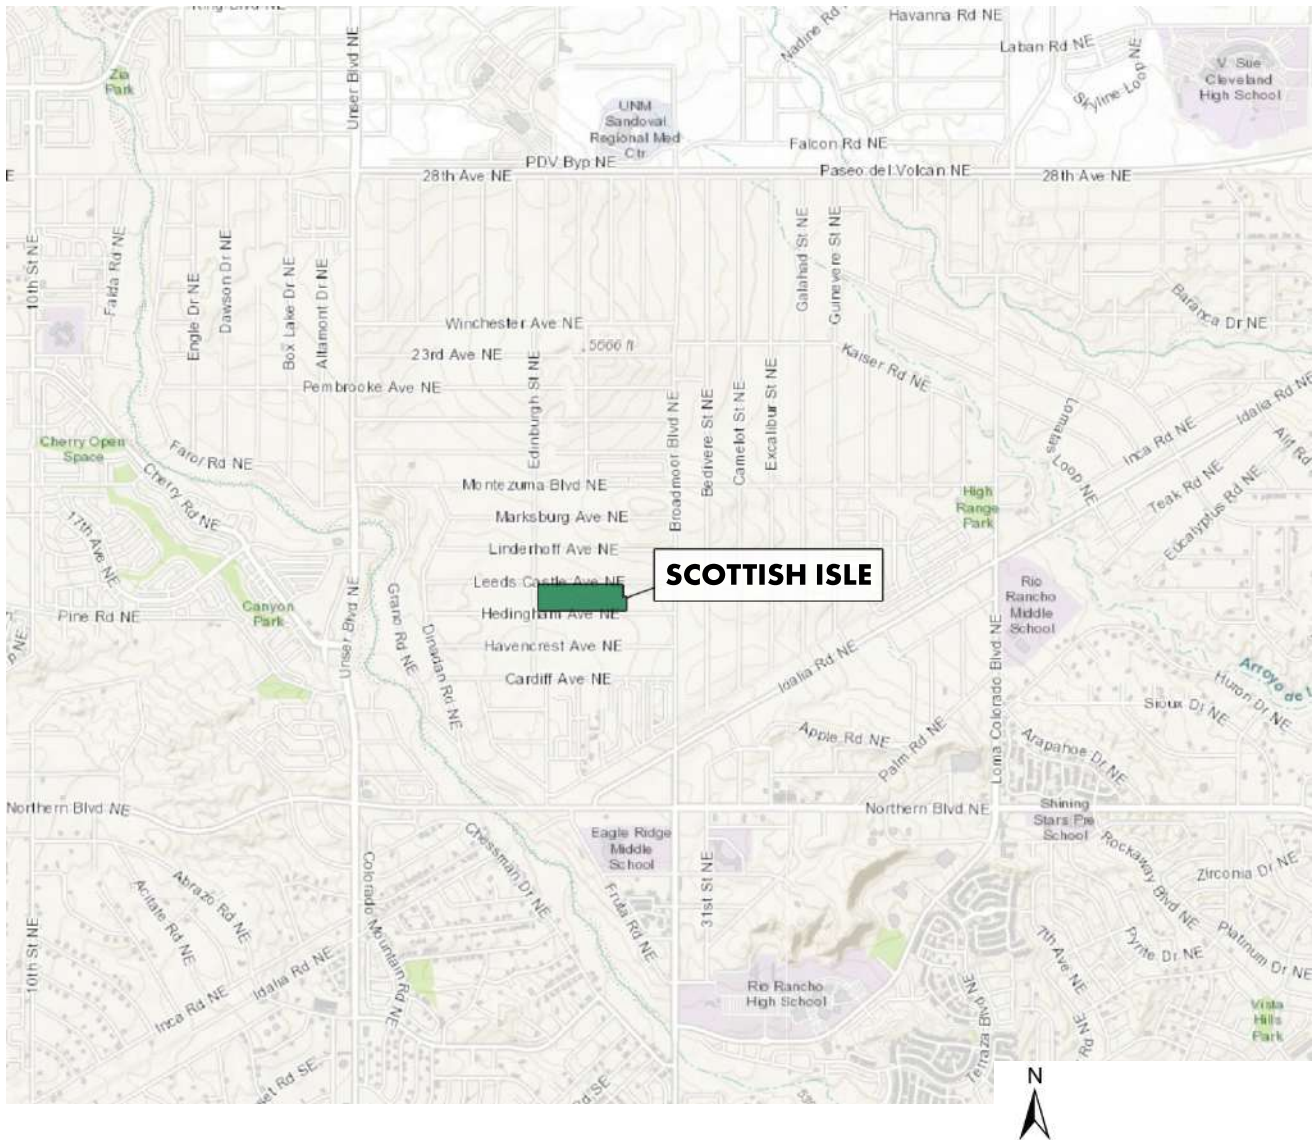 Havanna Rd NE
Nadine Rd
Laban Rd NE
Skyline Loop NE
V. Sue
Cleveland
High School
Zia
Park
Unser Blvd NE
UNM
Sandoval
Regional Med
Ctr
Falcon Rd NE
PDV Byp NE
28th Ave NE
Paseo del Volcan NE
28th Ave NE
10th St NE
Falda Rd NE
Engle Dr NE
Dawson Dr NE
Box Lake Dr NE
Altamont Dr NE
Galahad St NE
Guinevere St NE
Baranca Dr NE
Winchester Ave NE
23rd Ave NE
5666 ft
Pembrooke Ave NE
Edinburgh St NE
Kaiser Rd NE
Broadmoor Blvd NE
Bedivere St NE
Camelot St NE
Excalibur St NE
Lomatas
Loop NE
Inca Rd NE
Idalia Rd NE
Alif Rd
Teak Rd NE
Eucalyptus Rd NE
Cherry Open
Space
Farol Rd NE
Cherry Rd NE
Montezuma Blvd NE
Marksburg Ave NE
Linderhoff Ave NE
Leeds Castle Ave NE
SCOTTISH ISLE
Hedingham Ave NE
Havencrest Ave NE
Cardiff Ave NE
High
Range
Park
17th Ave NE
Pine Rd NE
Canyon
Park
Unser Blvd NE
Grano Rd NE
Dinadan Rd NE
Rio
Rancho
Middle
School
Idalia Rd NE
Loma Colorado Blvd NE
Arroyo de
Huron Dr NE
Sioux Dr NE
Arapahoe Dr NE
Apple Rd NE
Palm Rd NE
Northern Blvd NE
Northern Blvd NE
Shining
Stars Pre
School
Eagle Ridge
Middle
School
Chessman Dr NE
Fruta Rd NE
31st St NE
Rockaway Blvd NE
Zirconia Dr NE
Platinum Dr NE
Pyrite Dr NE
7th Ave NE
Abrazo Rd NE
Acitate Rd NE
10th St NE
Colorado Mountain Rd NE
Idalia Rd NE
Inca Rd NE
Rio Rancho
High School
Terraza Blvd NE
Vista
Hills
Park
N